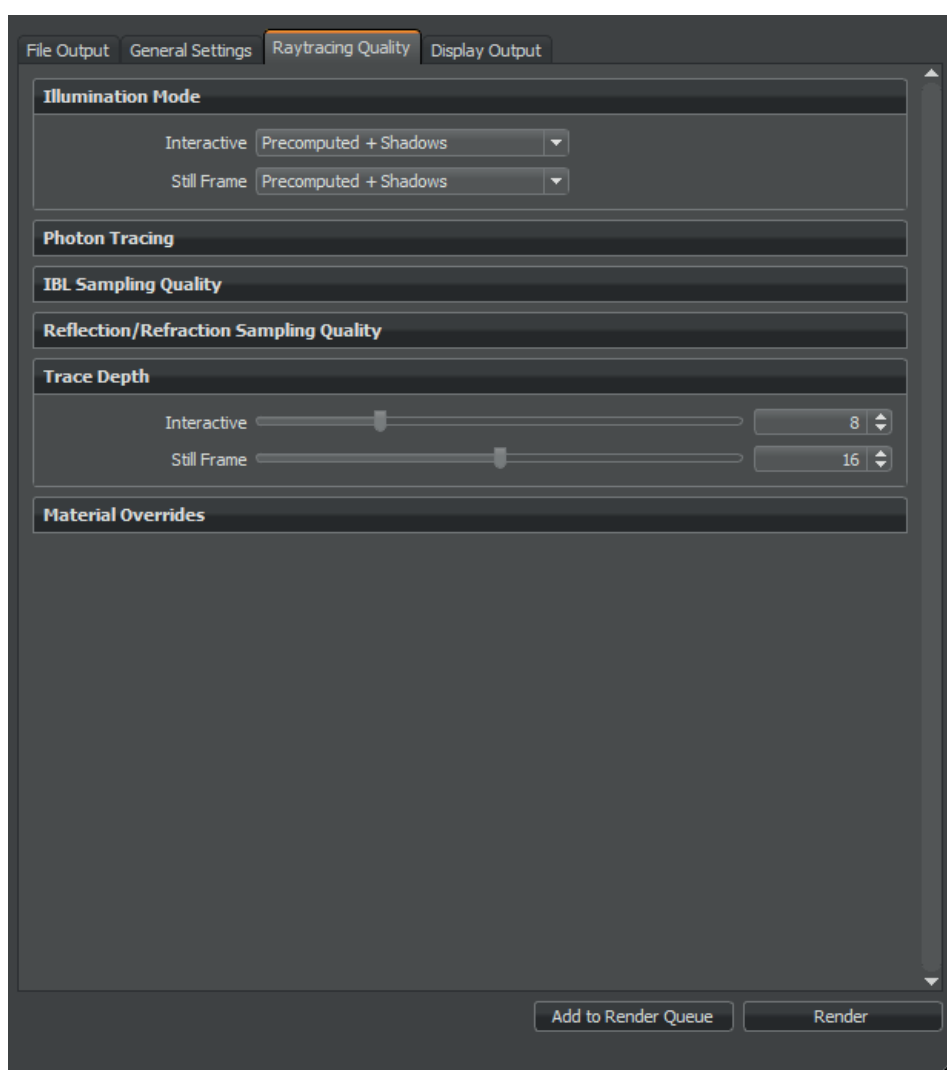 File Output General Settings Raytracing Quality Display Output
Illumination Mode
Interactive Precomputed + Shadows
Still Frame Precomputed + Shadows
Photon Tracing
IBL Sampling Quality
Reflection/Refraction Sampling Quality
Trace Depth
Interactive 8
Still Frame 16
Material Overrides
Add to Render Queue Render